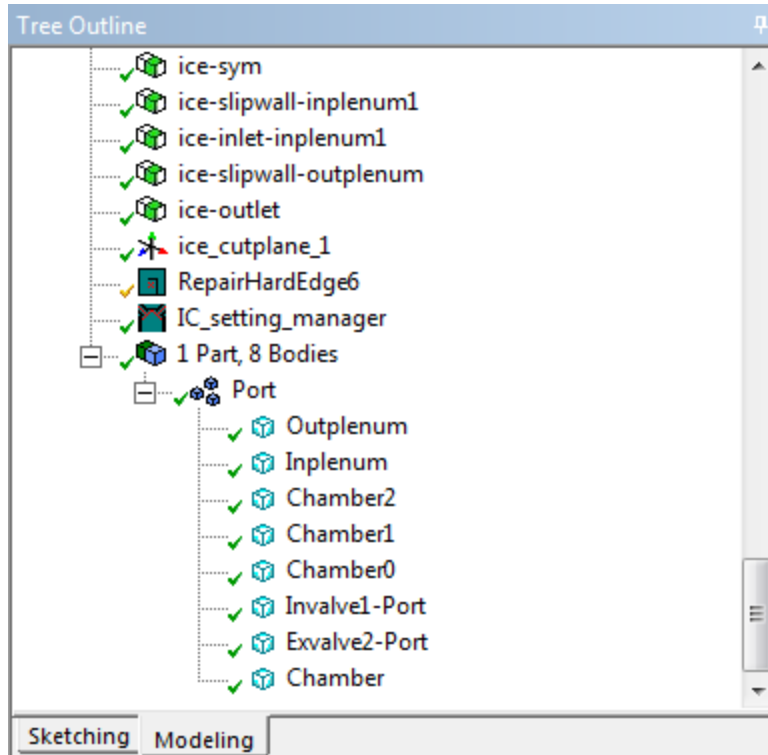 Tree Outline
ice-sym
ice-slipwall-inplenum1
ice-inlet-inplenum1
ice-slipwall-outplenum
ice-outlet
ice_cutplane_1
RepairHardEdge6
IC_setting_manager
1 Part, 8 Bodies
Port
Outplenum
Inplenum
Chamber2
Chamber1
Chamber0
Invalve1-Port
Exvalve2-Port
Chamber
Sketching Modeling